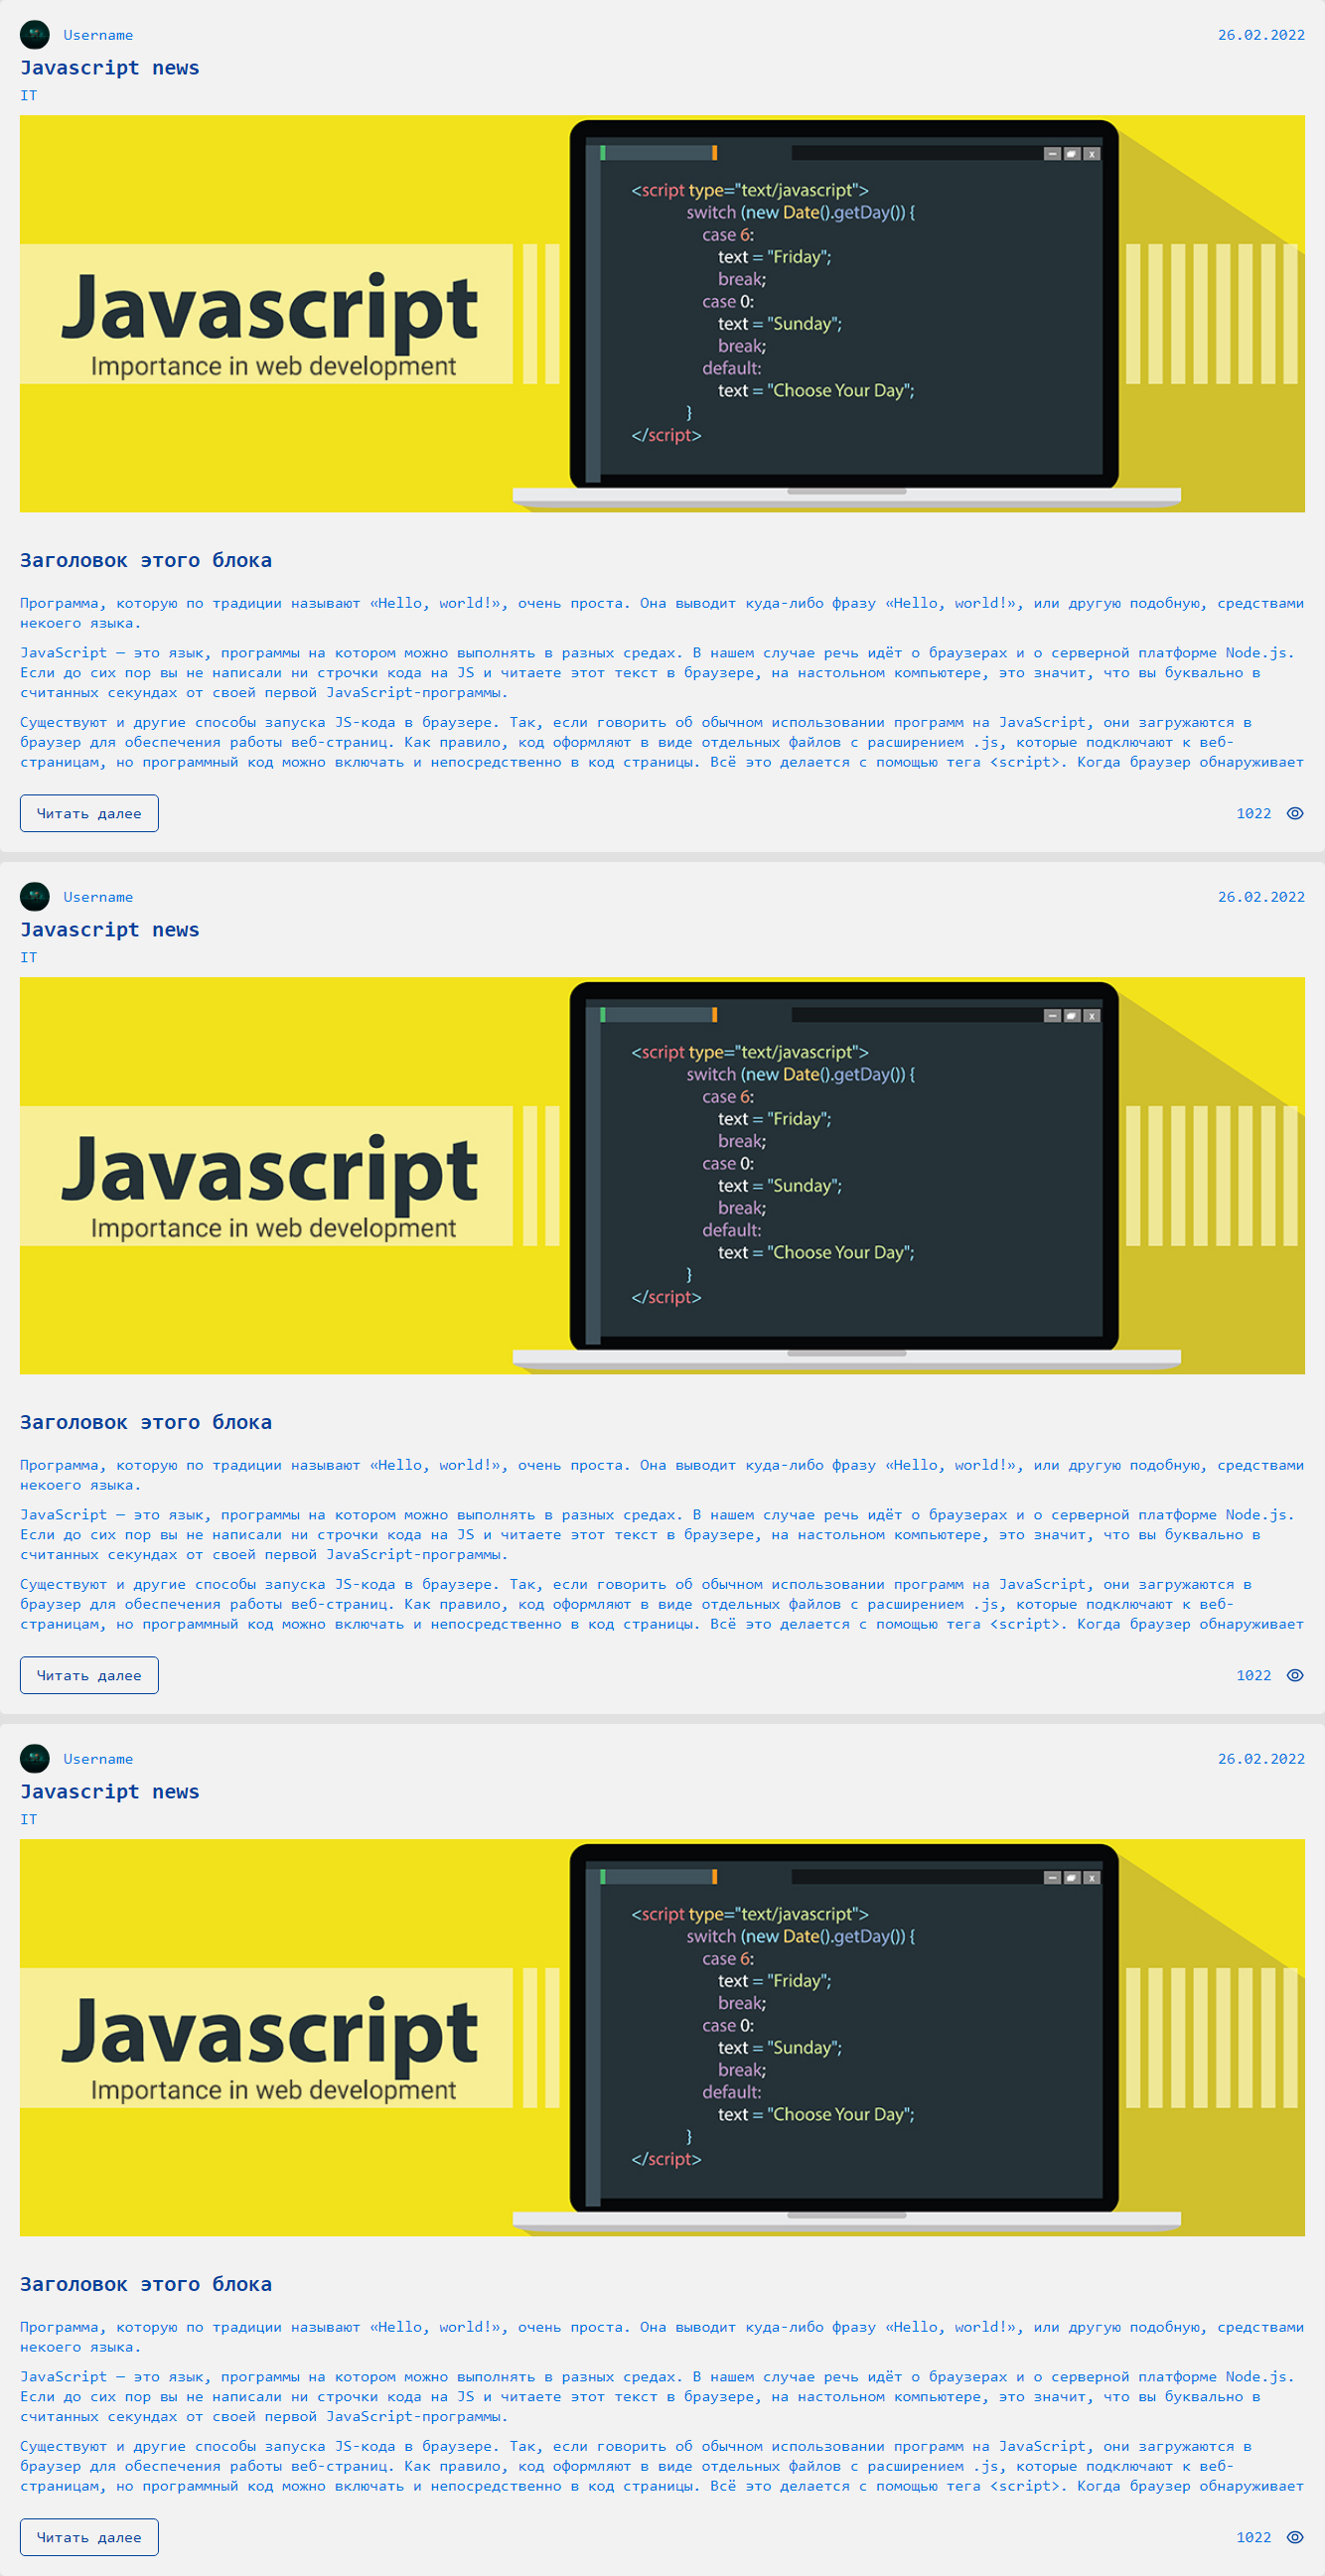 Username
26.02.2022
Javascript news
IT
<script type="text/javascript">
switch (new Date().getDay()) {
case 6:
text = "Friday";
break;
case 0:
text = "Sunday";
break;
default:
text = "Choose Your Day";
}
</script>
Javascript
Importance in web development
Заголовок этого блока
Программа, которую по традиции называют «Hello, world!», очень проста. Она выводит куда-либо фразу «Hello, world!», или другую подобную, средствами
некоего языка.
JavaScript — это язык, программы на котором можно выполнять в разных средах. В нашем случае речь идёт о браузерах и о серверной платформе Node.js.
Если до сих пор вы не написали ни строчки кода на JS и читаете этот текст в браузере, на настольном компьютере, это значит, что вы буквально в
считанных секундах от своей первой JavaScript-программы.
Существуют и другие способы запуска JS-кода в браузере. Так, если говорить об обычном использовании программ на JavaScript, они загружаются в
браузер для обеспечения работы веб-страниц. Как правило, код оформляют в виде отдельных файлов с расширением .js, которые подключают к веб-
страницам, но программный код можно включать и непосредственно в код страницы. Всё это делается с помощью тега <script>. Когда браузер обнаруживает
Читать далее
1022
Username
26.02.2022
Javascript news
IT
<script type="text/javascript">
switch (new Date().getDay()) {
case 6:
text = "Friday";
break;
case 0:
text = "Sunday";
break;
default:
text = "Choose Your Day";
}
</script>
Javascript
Importance in web development
Заголовок этого блока
Программа, которую по традиции называют «Hello, world!», очень проста. Она выводит куда-либо фразу «Hello, world!», или другую подобную, средствами
некоего языка.
JavaScript — это язык, программы на котором можно выполнять в разных средах. В нашем случае речь идёт о браузерах и о серверной платформе Node.js.
Если до сих пор вы не написали ни строчки кода на JS и читаете этот текст в браузере, на настольном компьютере, это значит, что вы буквально в
считанных секундах от своей первой JavaScript-программы.
Существуют и другие способы запуска JS-кода в браузере. Так, если говорить об обычном использовании программ на JavaScript, они загружаются в
браузер для обеспечения работы веб-страниц. Как правило, код оформляют в виде отдельных файлов с расширением .js, которые подключают к веб-
страницам, но программный код можно включать и непосредственно в код страницы. Всё это делается с помощью тега <script>. Когда браузер обнаруживает
Читать далее
1022
Username
26.02.2022
Javascript news
IT
<script type="text/javascript">
switch (new Date().getDay()) {
case 6:
text = "Friday";
break;
case 0:
text = "Sunday";
break;
default:
text = "Choose Your Day";
}
</script>
Javascript
Importance in web development
Заголовок этого блока
Программа, которую по традиции называют «Hello, world!», очень проста. Она выводит куда-либо фразу «Hello, world!», или другую подобную, средствами
некоего языка.
JavaScript — это язык, программы на котором можно выполнять в разных средах. В нашем случае речь идёт о браузерах и о серверной платформе Node.js.
Если до сих пор вы не написали ни строчки кода на JS и читаете этот текст в браузере, на настольном компьютере, это значит, что вы буквально в
считанных секундах от своей первой JavaScript-программы.
Существуют и другие способы запуска JS-кода в браузере. Так, если говорить об обычном использовании программ на JavaScript, они загружаются в
браузер для обеспечения работы веб-страниц. Как правило, код оформляют в виде отдельных файлов с расширением .js, которые подключают к веб-
страницам, но программный код можно включать и непосредственно в код страницы. Всё это делается с помощью тега <script>. Когда браузер обнаруживает
Читать далее
1022